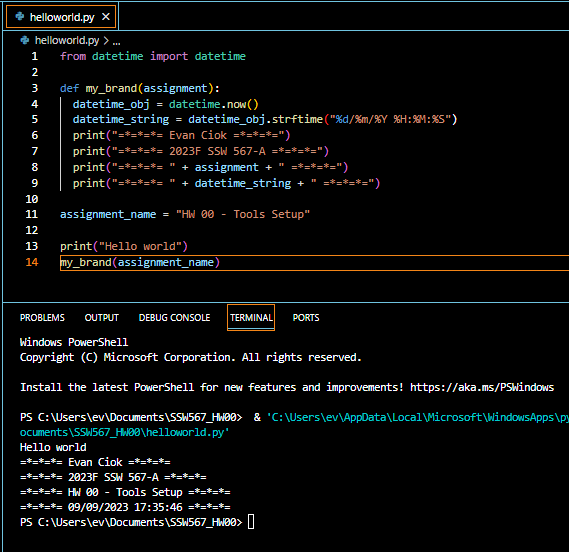 helloworld.py ×
helloworld.py > ...
1 from datetime import datetime
2
3 def my_brand(assignment):
4   datetime_obj = datetime.now()
5   datetime_string = datetime_obj.strftime("%d/%m/%Y %H:%M:%S")
6   print("=*=*=*= Evan Ciok =*=*=*=")
7   print("=*=*=*= 2023F SSW 567-A =*=*=*=")
8   print("=*=*=*= " + assignment + " =*=*=*=")
9   print("=*=*=*= " + datetime_string + " =*=*=*=")
10
11 assignment_name = "HW 00 - Tools Setup"
12
13 print("Hello world")
14 my_brand(assignment_name)
PROBLEMS OUTPUT DEBUG CONSOLE TERMINAL PORTS
Windows PowerShell
Copyright (C) Microsoft Corporation. All rights reserved.
Install the latest PowerShell for new features and improvements! https://aka.ms/PSWindows
PS C:\Users\ev\Documents\SSW567_HW00>  & 'C:\Users\ev\AppData\Local\Microsoft\WindowsApps\py
ocuments\SSW567_HW00\helloworld.py'
Hello world
=*=*=*= Evan Ciok =*=*=*=
=*=*=*= 2023F SSW 567-A =*=*=*=
=*=*=*= HW 00 - Tools Setup =*=*=*=
=*=*=*= 09/09/2023 17:35:46 =*=*=*=
PS C:\Users\ev\Documents\SSW567_HW00>